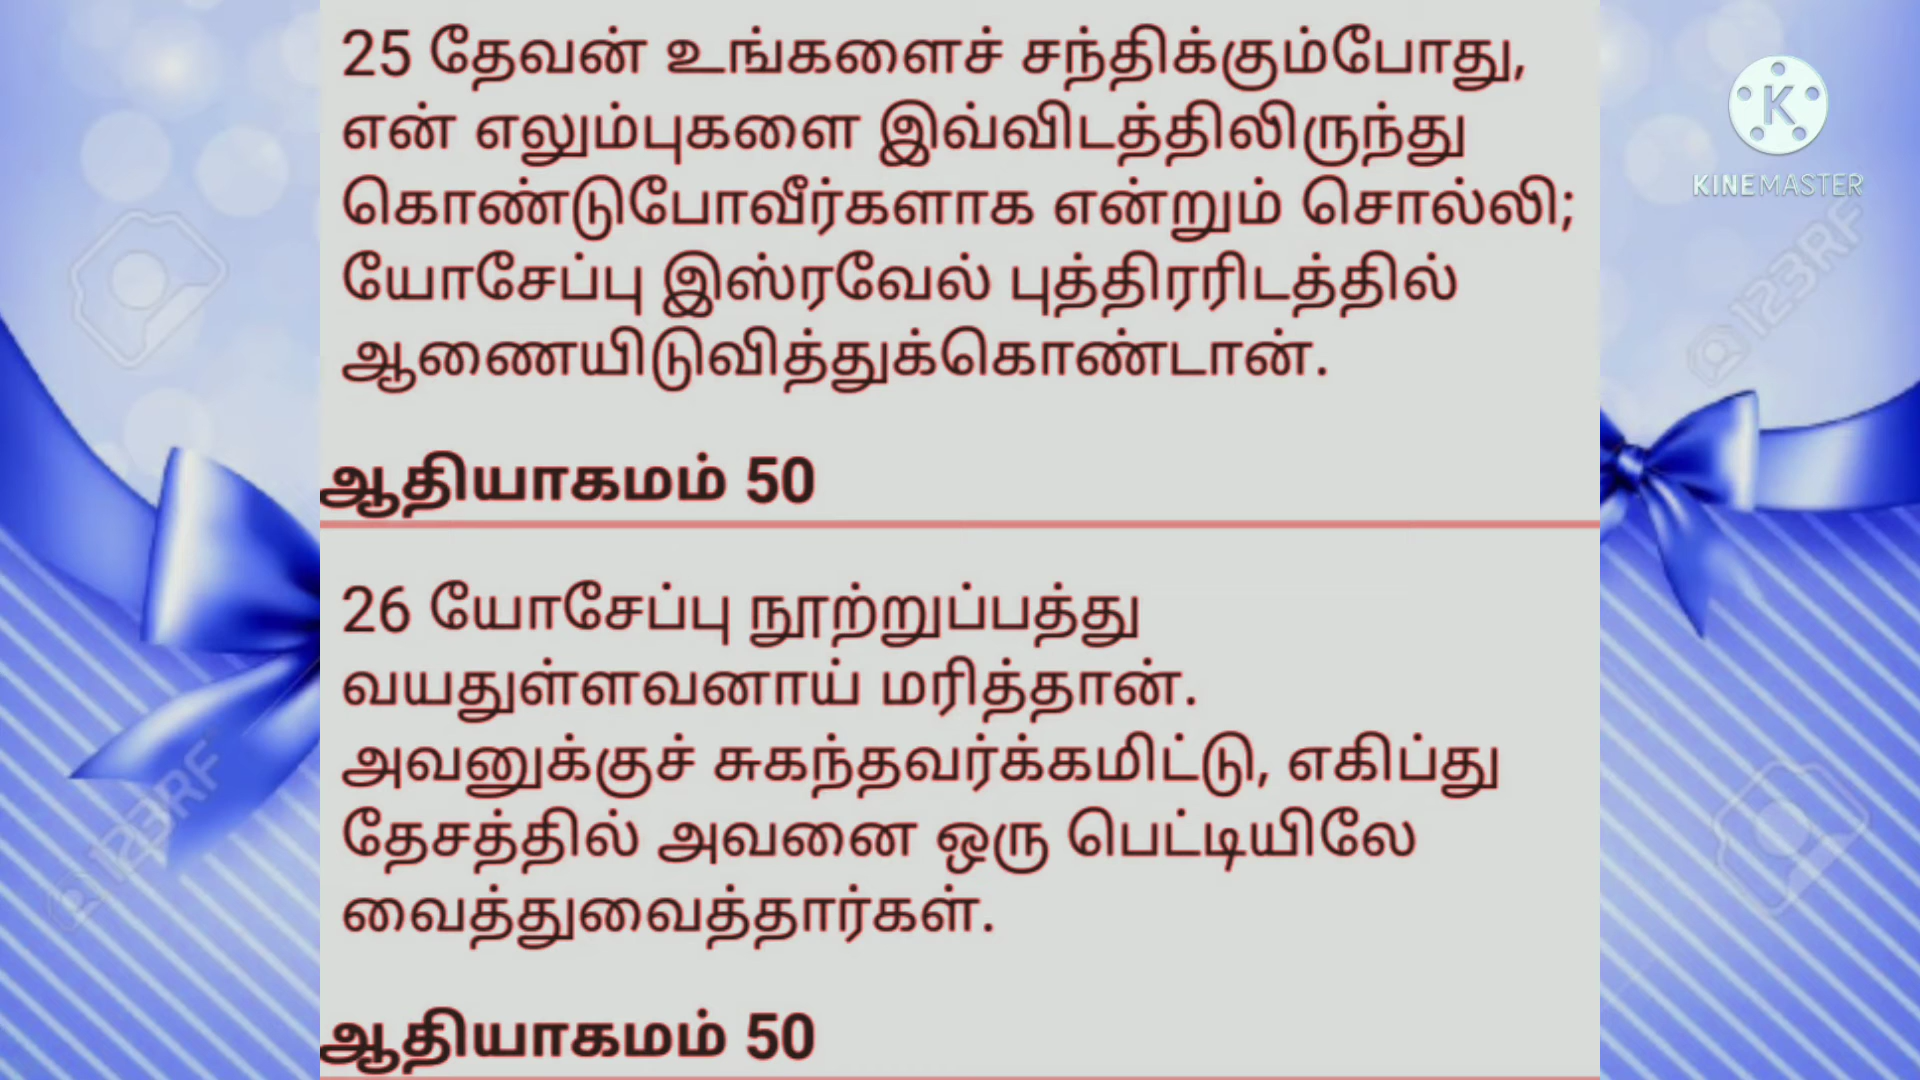 25 தேவன் உங்களைச் சந்திக்கும்போது,
என் எலும்புகளை இவ்விடத்திலிருந்து
கொண்டுபோவீர்களாக என்றும் சொல்லி;
யோசேப்பு இஸ்ரவேல் புத்திரரிடத்தில்
ஆணையிடுவித்துக்கொண்டான்.
ஆதியாகமம் 50
26 யோசேப்பு நூற்றுப்பத்து
வயதுள்ளவனாய் மரித்தான்.
அவனுக்குச் சுகந்தவர்க்கமிட்டு, எகிப்து
தேசத்தில் அவனை ஒரு பெட்டியிலே
வைத்துவைத்தார்கள்.
ஆதியாகமம் 50
K
KINEMASTER
123RF
123RF